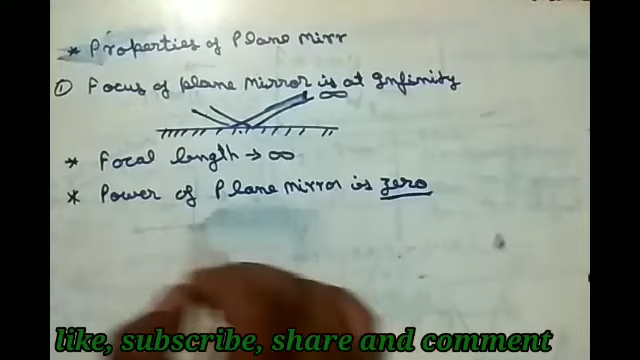 * Properties of Plane Mirr
① Focus of plane mirror is at Infinity
∞
* Focal length → ∞
* Power of Plane mirror is zero
like, subscribe, share and comment